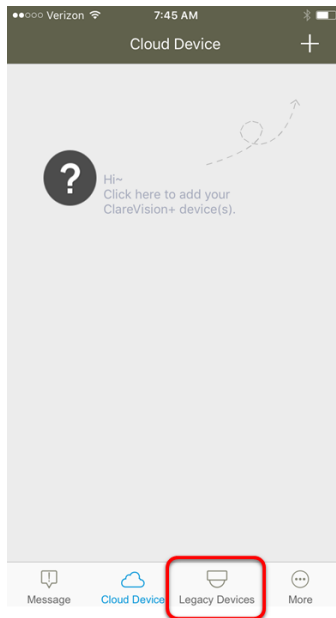 Verizon 7:45 AM
Cloud Device
?
Hi~
Click here to add your
ClareVision+ device(s).
Message Cloud Device Legacy Devices More